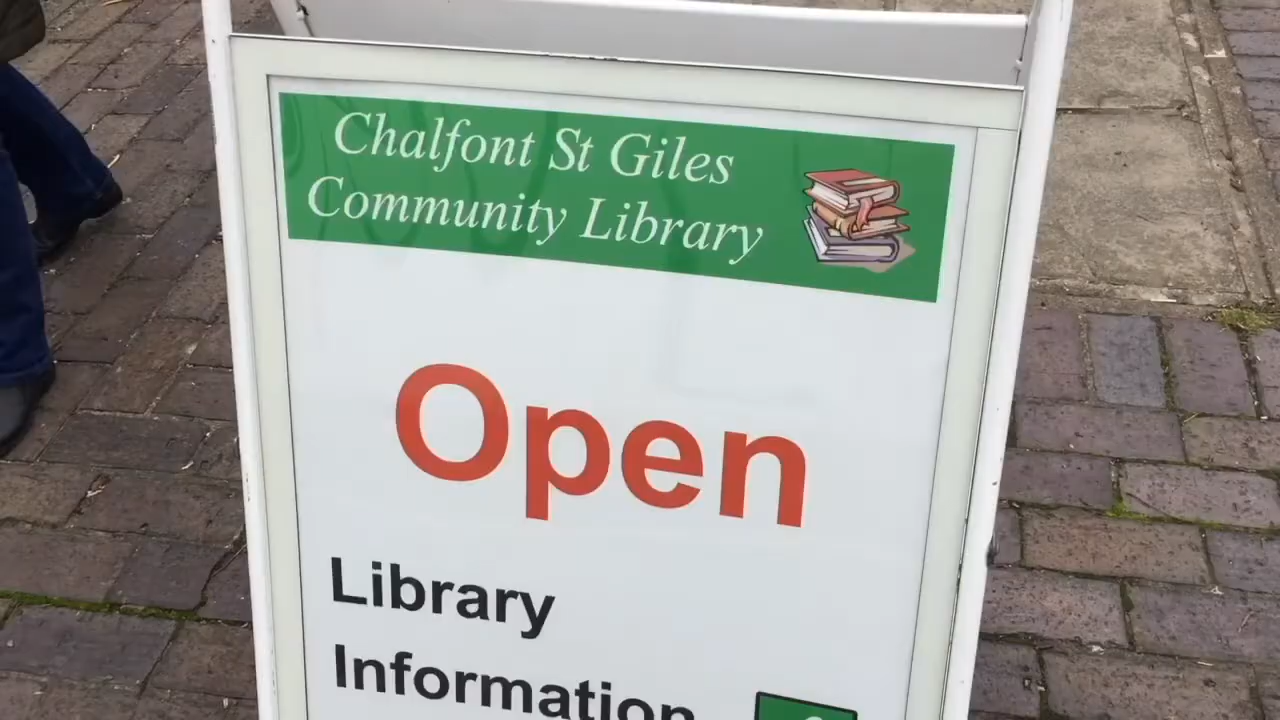 Chalfont St Giles
Community Library
Open
Library
Information